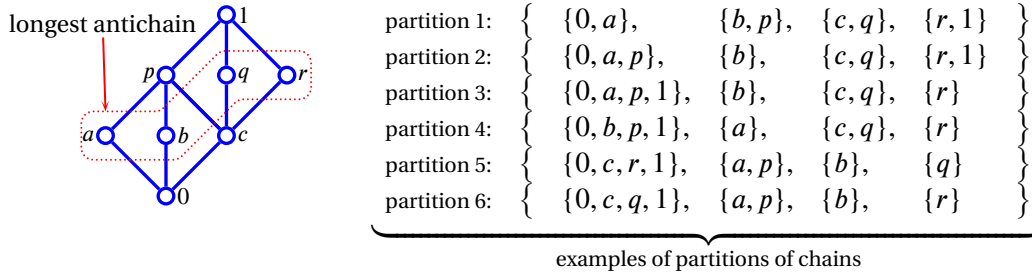 longest antichain
1
p
q
r
a
b
c
0
partition 1: { {0, a}, {b, p}, {c, q}, {r, 1} }
partition 2: { {0, a, p}, {b}, {c, q}, {r, 1} }
partition 3: { {0, a, p, 1}, {b}, {c, q}, {r} }
partition 4: { {0, b, p, 1}, {a}, {c, q}, {r} }
partition 5: { {0, c, r, 1}, {a, p}, {b}, {q} }
partition 6: { {0, c, q, 1}, {a, p}, {b}, {r} }
examples of partitions of chains